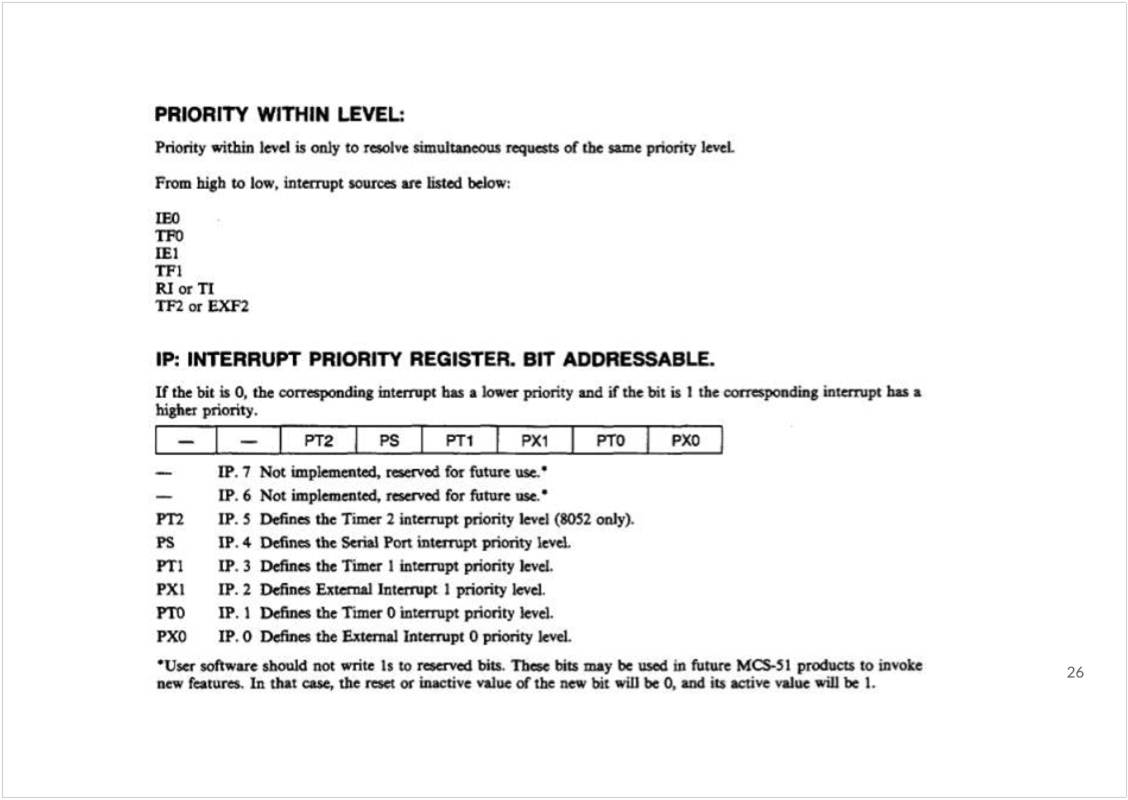 PRIORITY WITHIN LEVEL:
Priority within level is only to resolve simultaneous requests of the same priority level.
From high to low, interrupt sources are listed below:
IE0
TF0
IE1
TF1
RI or TI
TF2 or EXF2
IP: INTERRUPT PRIORITY REGISTER. BIT ADDRESSABLE.
If the bit is 0, the corresponding interrupt has a lower priority and if the bit is 1 the corresponding interrupt has a
higher priority.
— — PT2 PS PT1 PX1 PT0 PX0
— IP. 7 Not implemented, reserved for future use.*
— IP. 6 Not implemented, reserved for future use.*
PT2 IP. 5 Defines the Timer 2 interrupt priority level (8052 only).
PS IP. 4 Defines the Serial Port interrupt priority level.
PT1 IP. 3 Defines the Timer 1 interrupt priority level.
PX1 IP. 2 Defines External Interrupt 1 priority level.
PT0 IP. 1 Defines the Timer 0 interrupt priority level.
PX0 IP. 0 Defines the External Interrupt 0 priority level.
*User software should not write 1s to reserved bits. These bits may be used in future MCS-51 products to invoke
new features. In that case, the reset or inactive value of the new bit will be 0, and its active value will be 1.
26